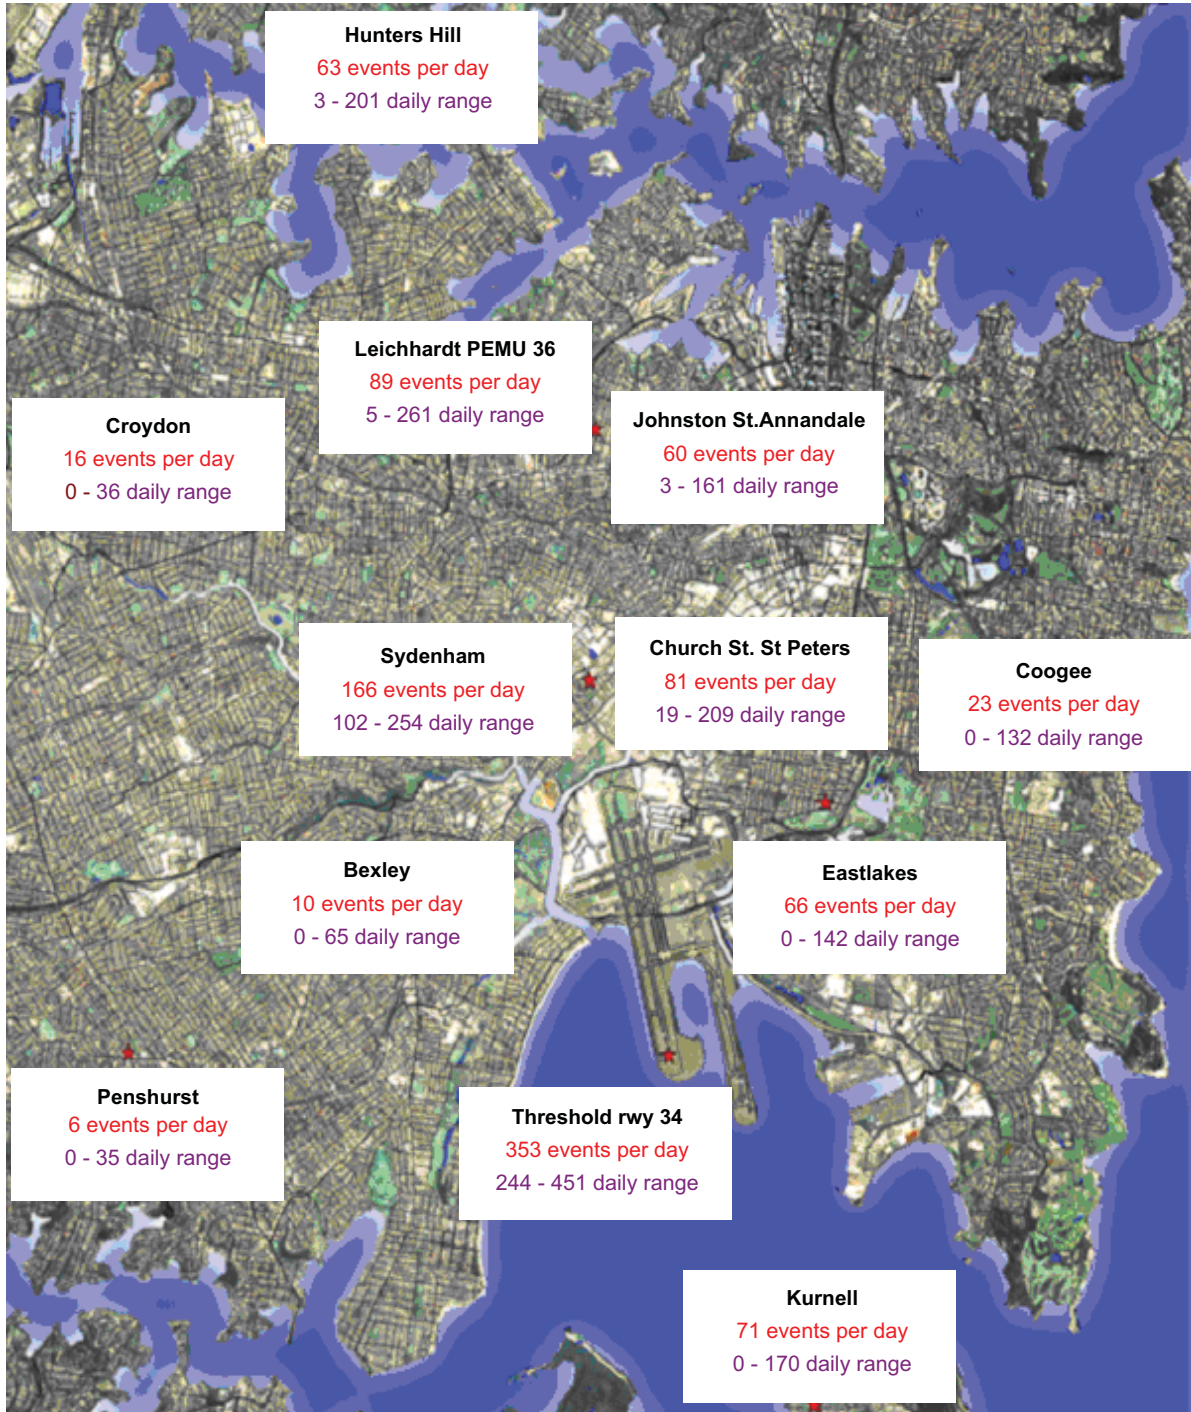 Hunters Hill
63 events per day
3 - 201 daily range
Leichhardt PEMU 36
89 events per day
5 - 261 daily range
Johnston St.Annandale
60 events per day
3 - 161 daily range
Croydon
16 events per day
0 - 36 daily range
Sydenham
166 events per day
102 - 254 daily range
Church St. St Peters
81 events per day
19 - 209 daily range
Coogee
23 events per day
0 - 132 daily range
Bexley
10 events per day
0 - 65 daily range
Eastlakes
66 events per day
0 - 142 daily range
Penshurst
6 events per day
0 - 35 daily range
Threshold rwy 34
353 events per day
244 - 451 daily range
Kurnell
71 events per day
0 - 170 daily range